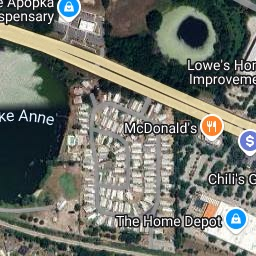 e Apopka
spensary
Lowe's Hom
Improveme
McDonald's
ke Anne
$
Chili's G
The Home Depot